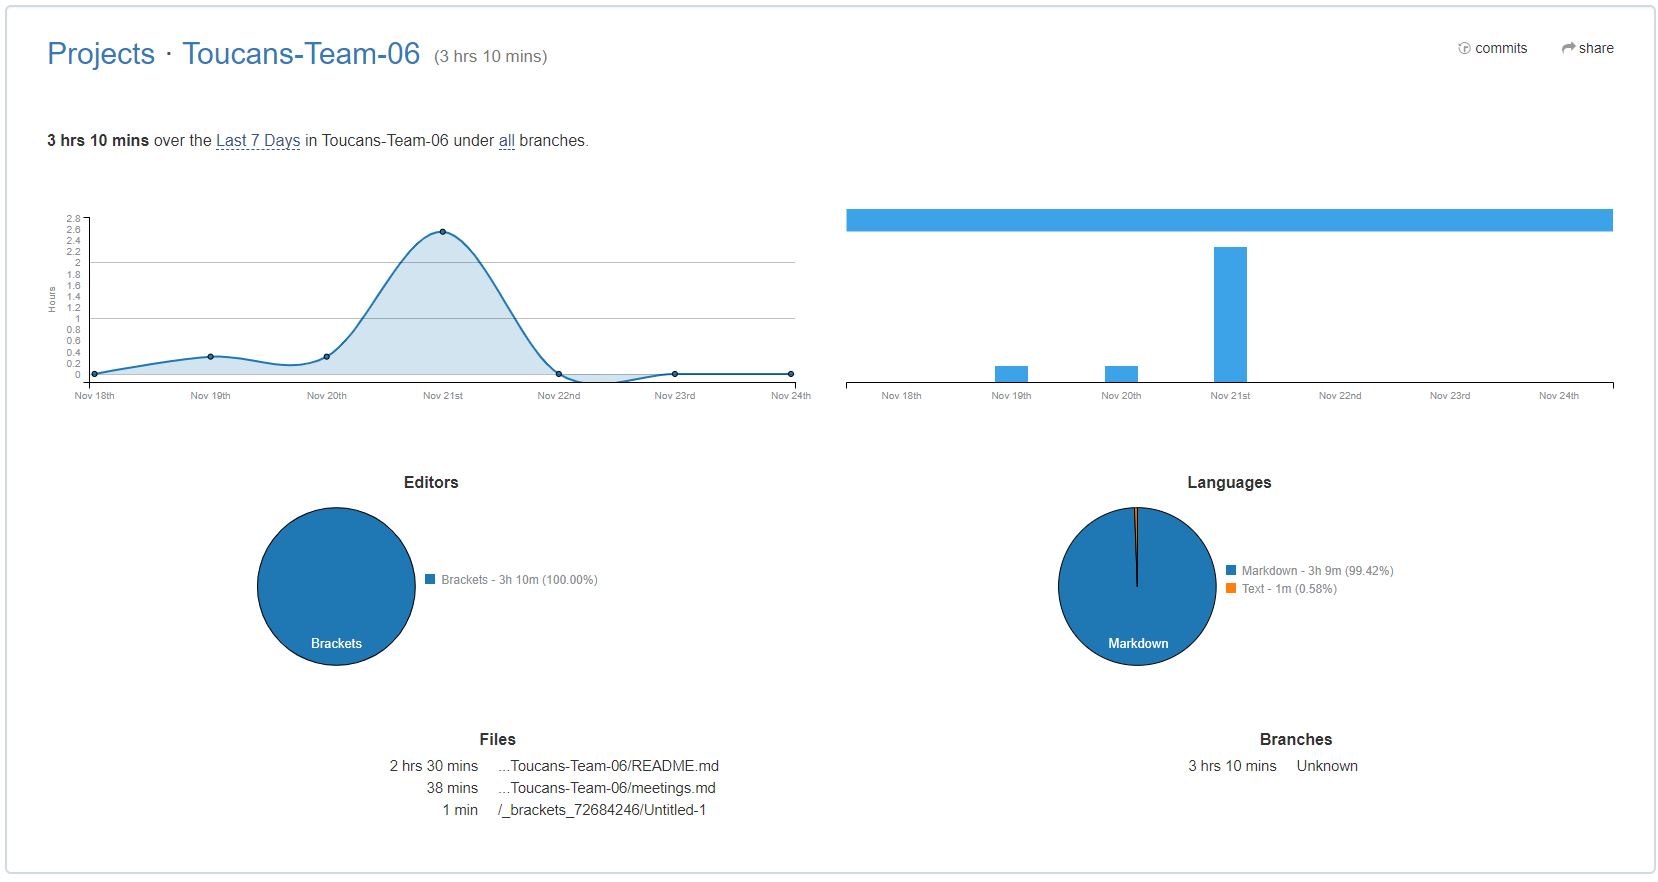 Projects · Toucans-Team-06 (3 hrs 10 mins)
commits
share
3 hrs 10 mins over the Last 7 Days in Toucans-Team-06 under all branches.
2.8
2.6
2.4
2.2
2
1.8
1.6
1.4
1.2
1
0.8
0.6
0.4
0.2
0
Hours
Nov 18th
Nov 19th
Nov 20th
Nov 21st
Nov 22nd
Nov 23rd
Nov 24th
Nov 18th
Nov 19th
Nov 20th
Nov 21st
Nov 22nd
Nov 23rd
Nov 24th
Editors
Brackets - 3h 10m (100.00%)
Brackets
Languages
Markdown - 3h 9m (99.42%)
Text - 1m (0.58%)
Markdown
Files
2 hrs 30 mins ...Toucans-Team-06/README.md
38 mins ...Toucans-Team-06/meetings.md
1 min /_brackets_72684246/Untitled-1
Branches
3 hrs 10 mins Unknown